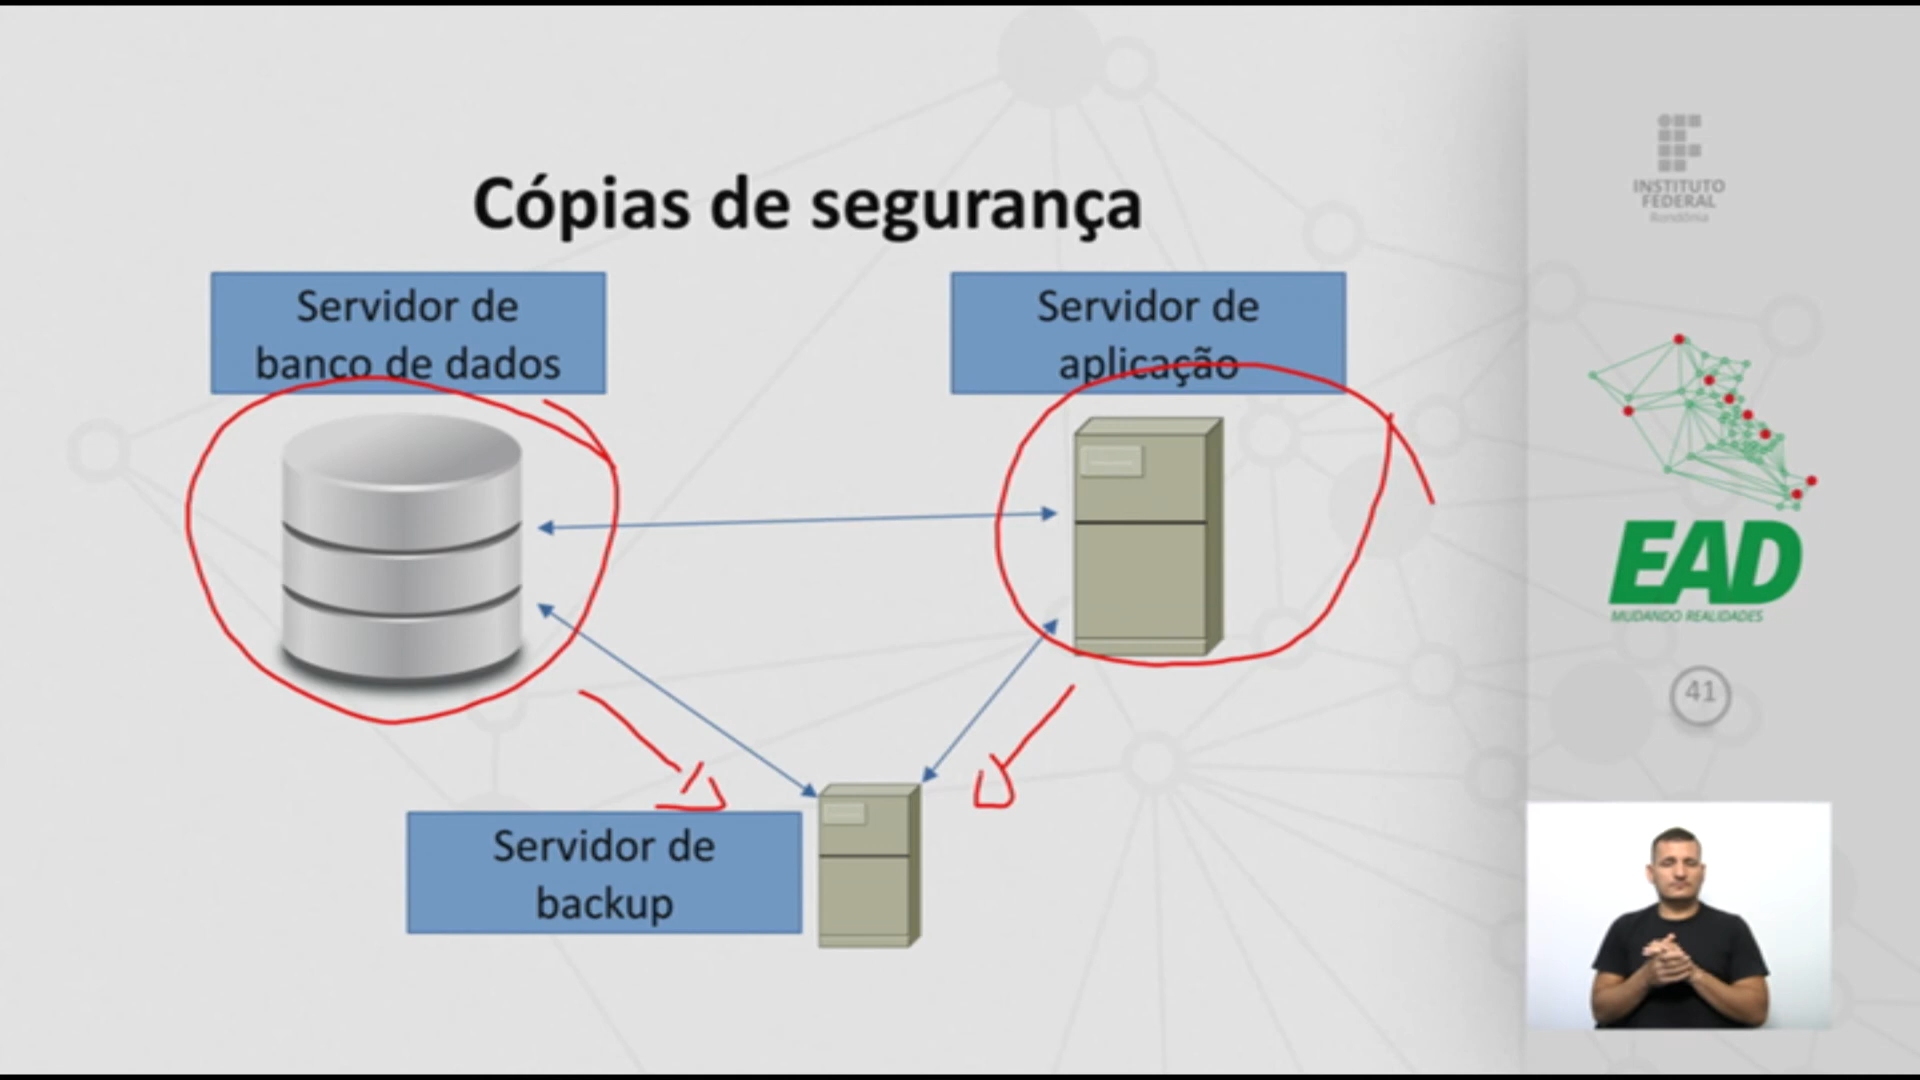 Cópias de segurança
Servidor de
banco de dados
Servidor de
aplicação
Servidor de
backup
INSTITUTO
FEDERAL
Rondônia
EAD
MUDANDO REALIDADES
41